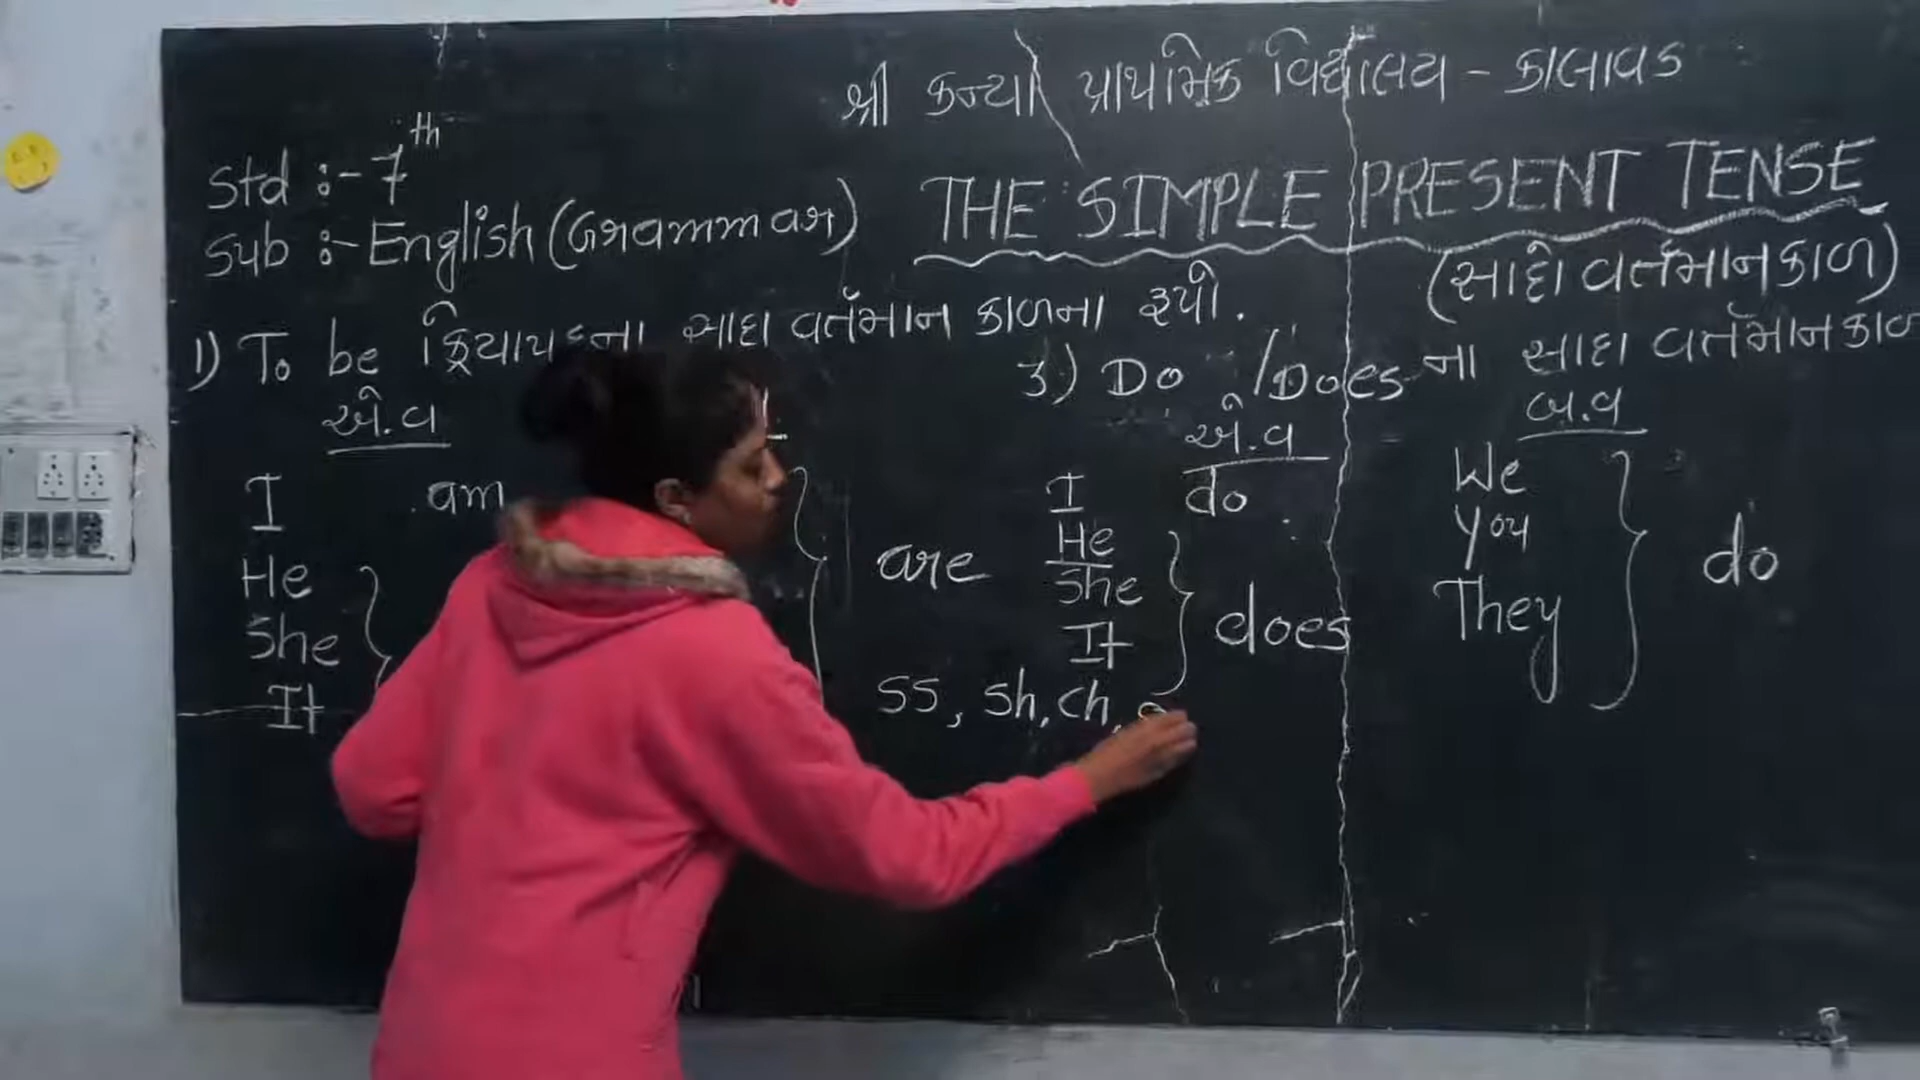 શ્રી કન્યા પ્રાથમિક વિદ્યાલય - કાલાવડ
Std :- 7th
Sub :- English (Grammar)
THE SIMPLE PRESENT TENSE
(સાદો વર્તમાનકાળ)
1) To be ક્રિયાપદના સાદા વર્તમાન કાળના રૂપો.
એ.વ
I am
He
She
It
are
3) Do /Does ના સાદા વર્તમાનકાળ
એ.વ
બ.વ
I do
He
She
It
does
We
You
They
do
ss, sh, ch,